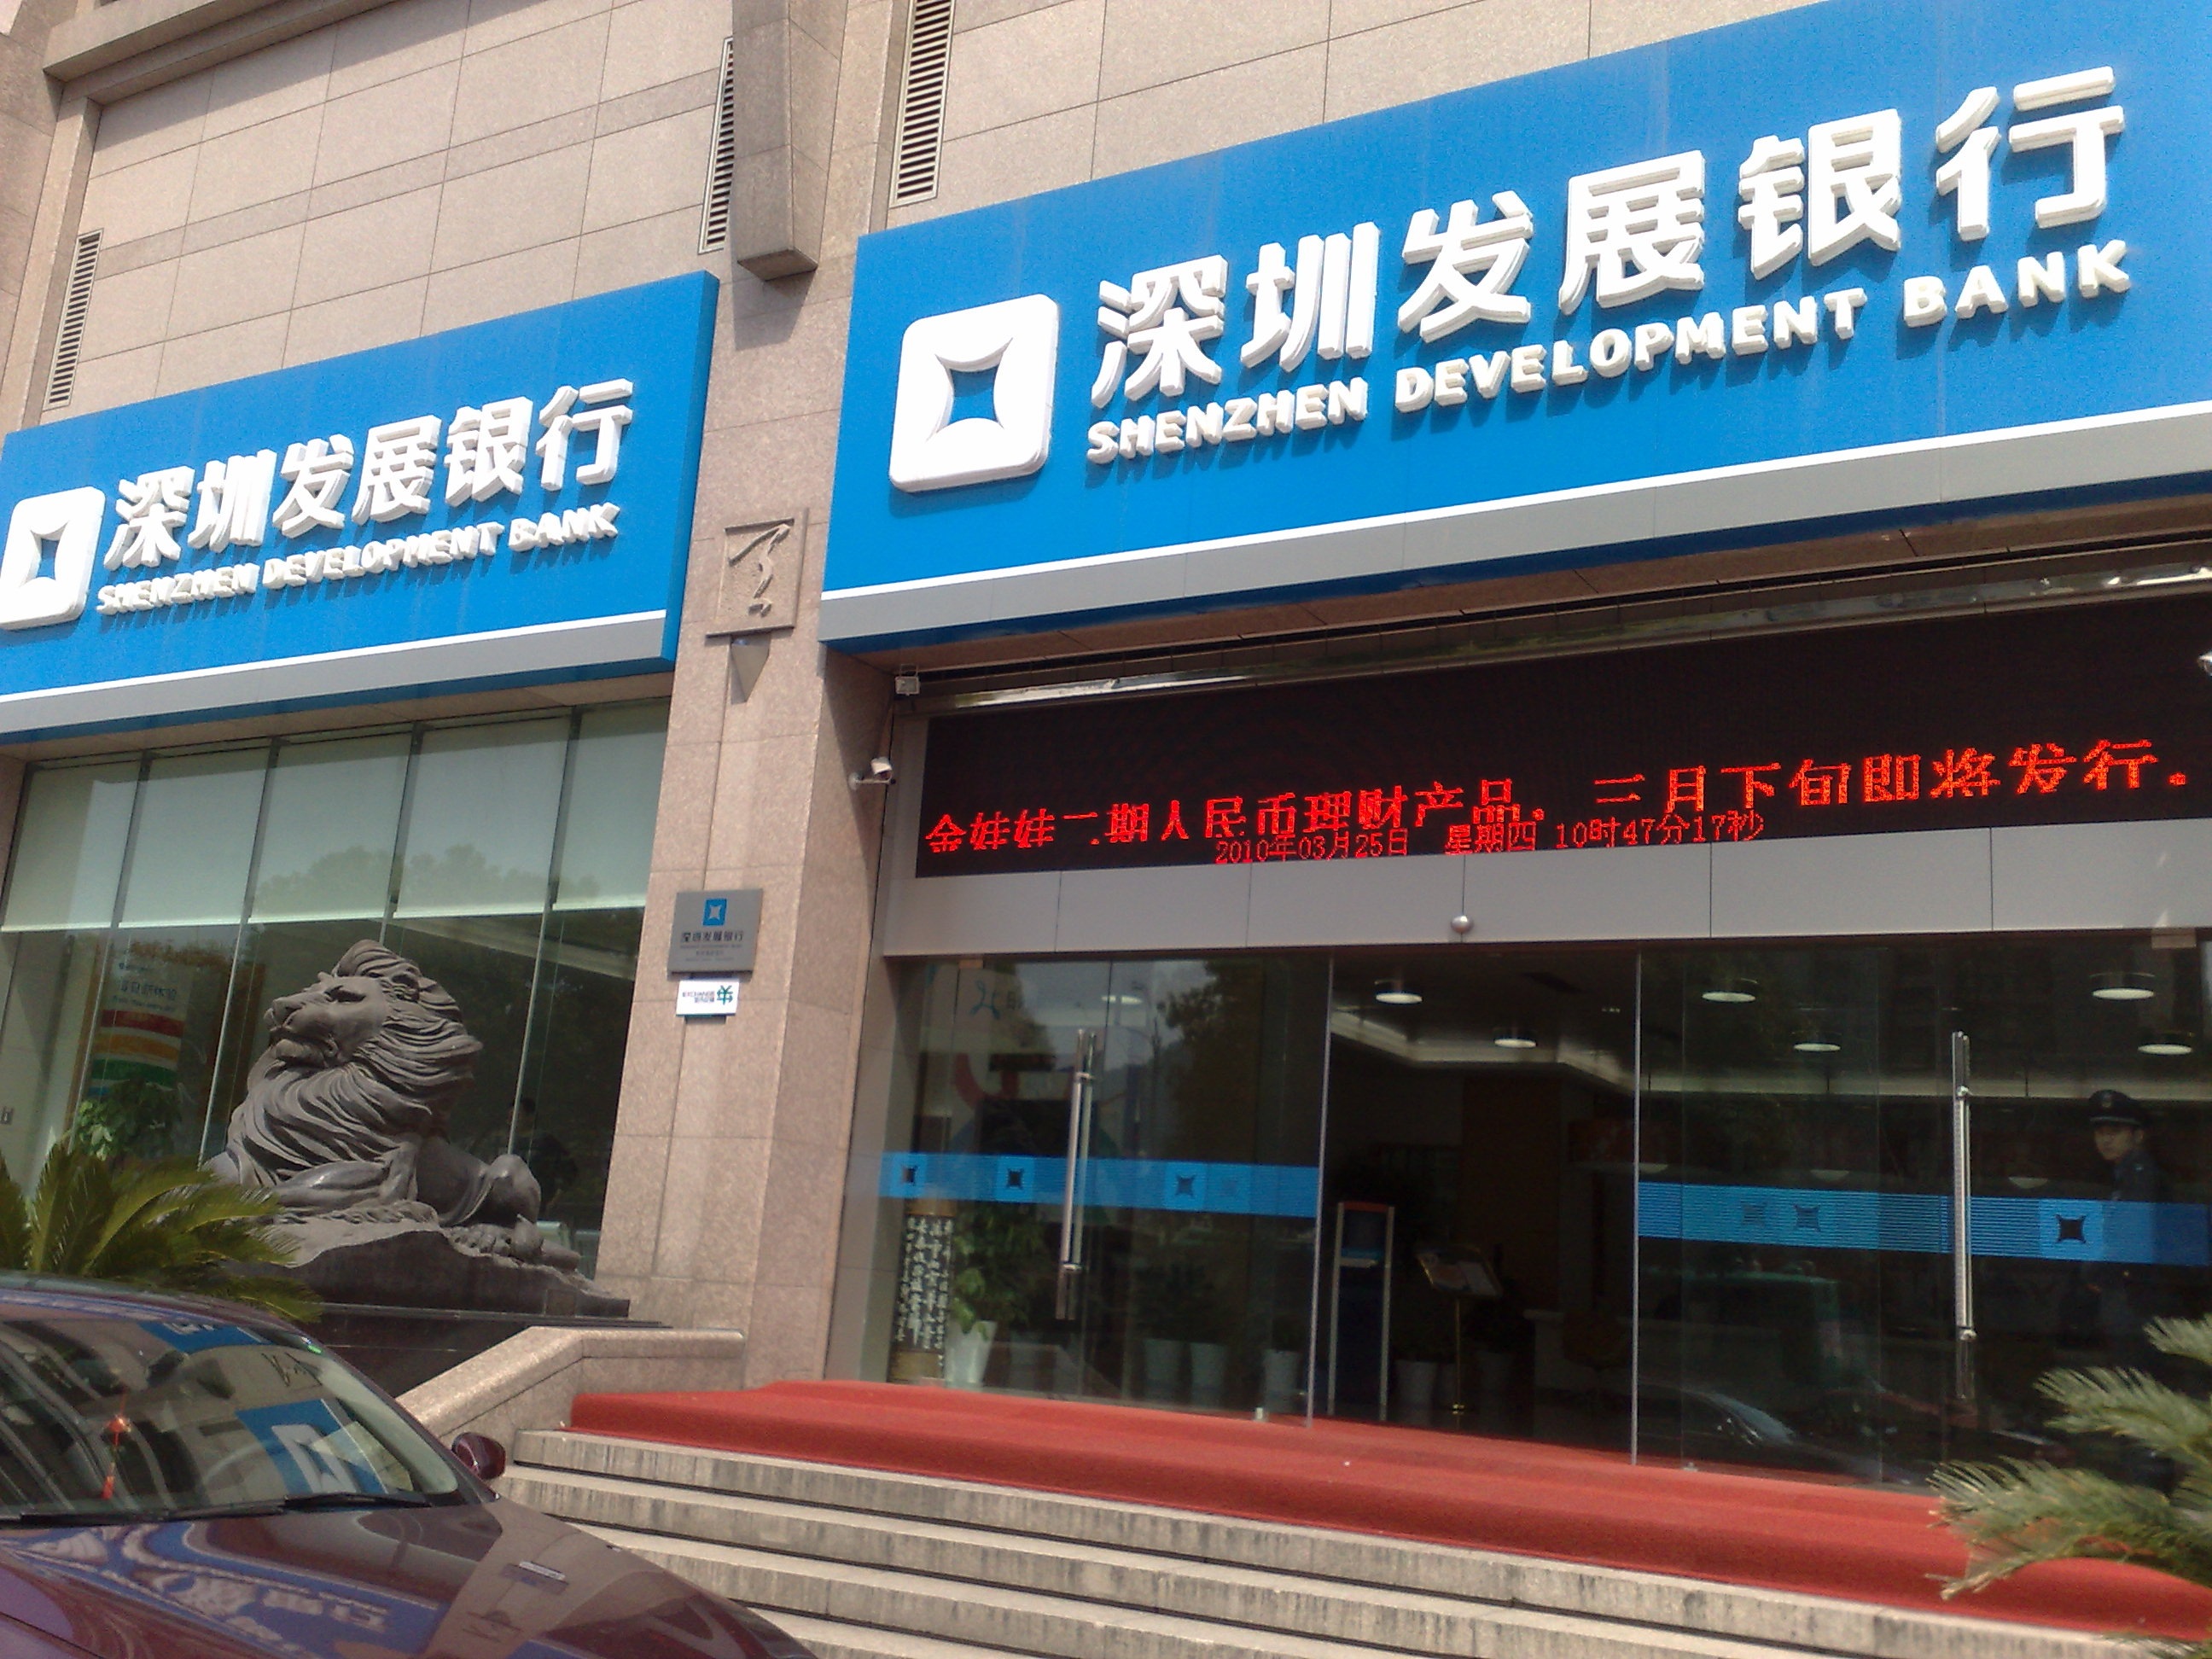 深圳发展银行
SHENZHEN DEVELOPMENT BANK
深圳发展银行
SHENZHEN DEVELOPMENT BANK
金娃娃二期人民币理财产品。三月下旬即将发行。
2010年03月25日 星期四 10时47分17秒
深圳发展银行